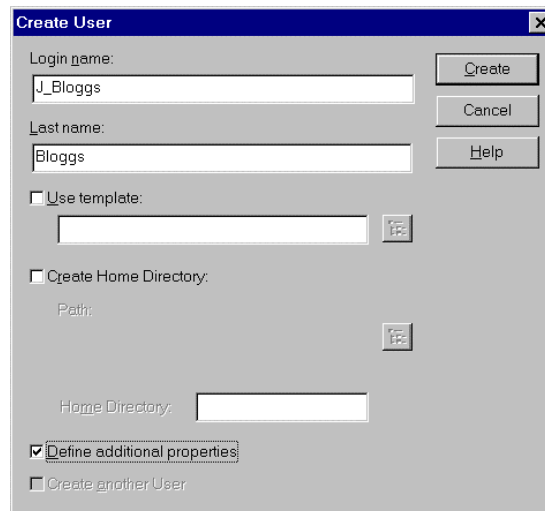 Create User
Login name:
Create
J_Bloggs
Cancel
Last name:
Help
Bloggs
Use template:
Create Home Directory:
Path:
Home Directory:
Define additional properties
Create another User